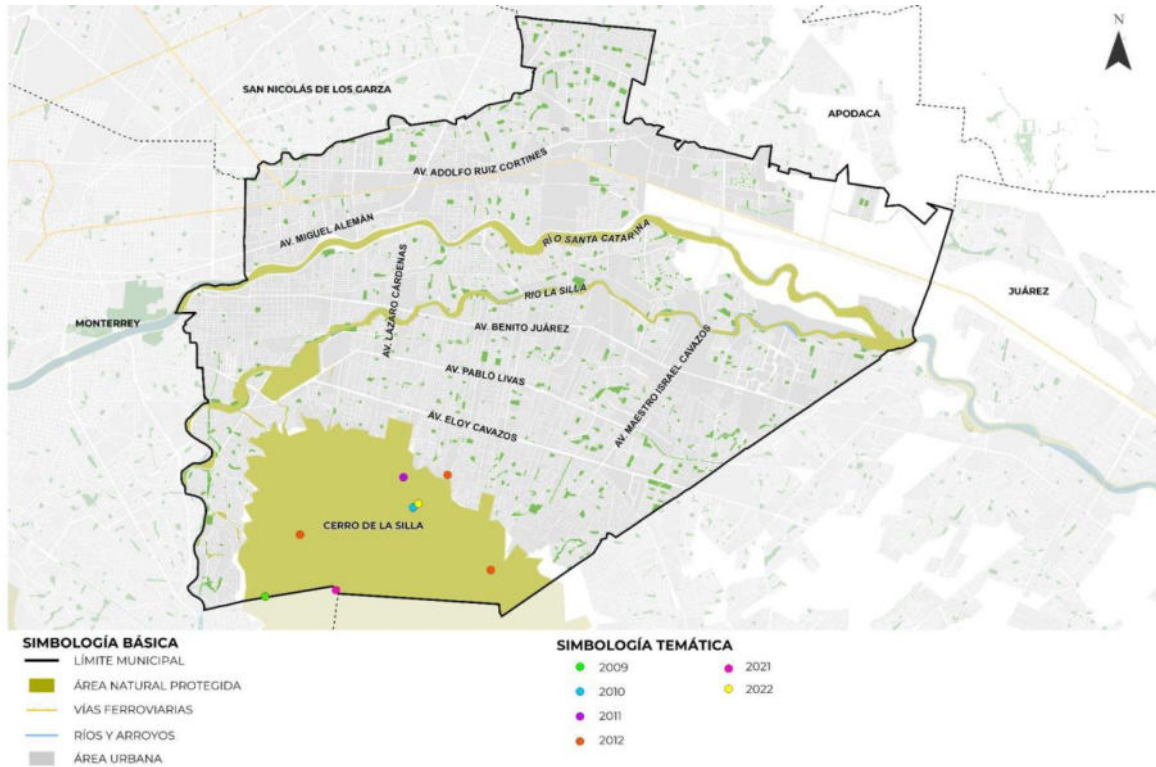 N
SAN NICOLÁS DE LOS GARZA
APODACA
AV. ADOLFO RUIZ CORTINES
AV. MIGUEL ALEMÁN
RÍO SANTA CATARINA
AV. LÁZARO CÁRDENAS
RIO LA SILLA
JUÁREZ
MONTERREY
AV. BENITO JUÁREZ
AV. PABLO LIVAS
AV. MAESTRO ISRAEL CAVAZOS
AV. ELOY CAVAZOS
CERRO DE LA SILLA
SIMBOLOGÍA BÁSICA
LÍMITE MUNICIPAL
ÁREA NATURAL PROTEGIDA
VÍAS FERROVIARIAS
RÍOS Y ARROYOS
ÁREA URBANA
SIMBOLOGÍA TEMÁTICA
2009
2010
2011
2012
2021
2022